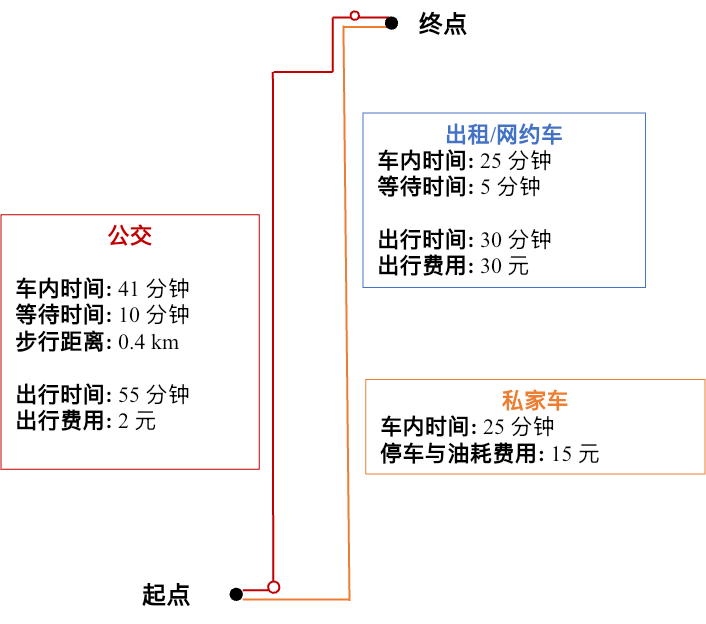 终点
出租/网约车
车内时间: 25 分钟
等待时间: 5 分钟
出行时间: 30 分钟
出行费用: 30 元
公交
车内时间: 41 分钟
等待时间: 10 分钟
步行距离: 0.4 km
出行时间: 55 分钟
出行费用: 2 元
私家车
车内时间: 25 分钟
停车与油耗费用: 15 元
起点